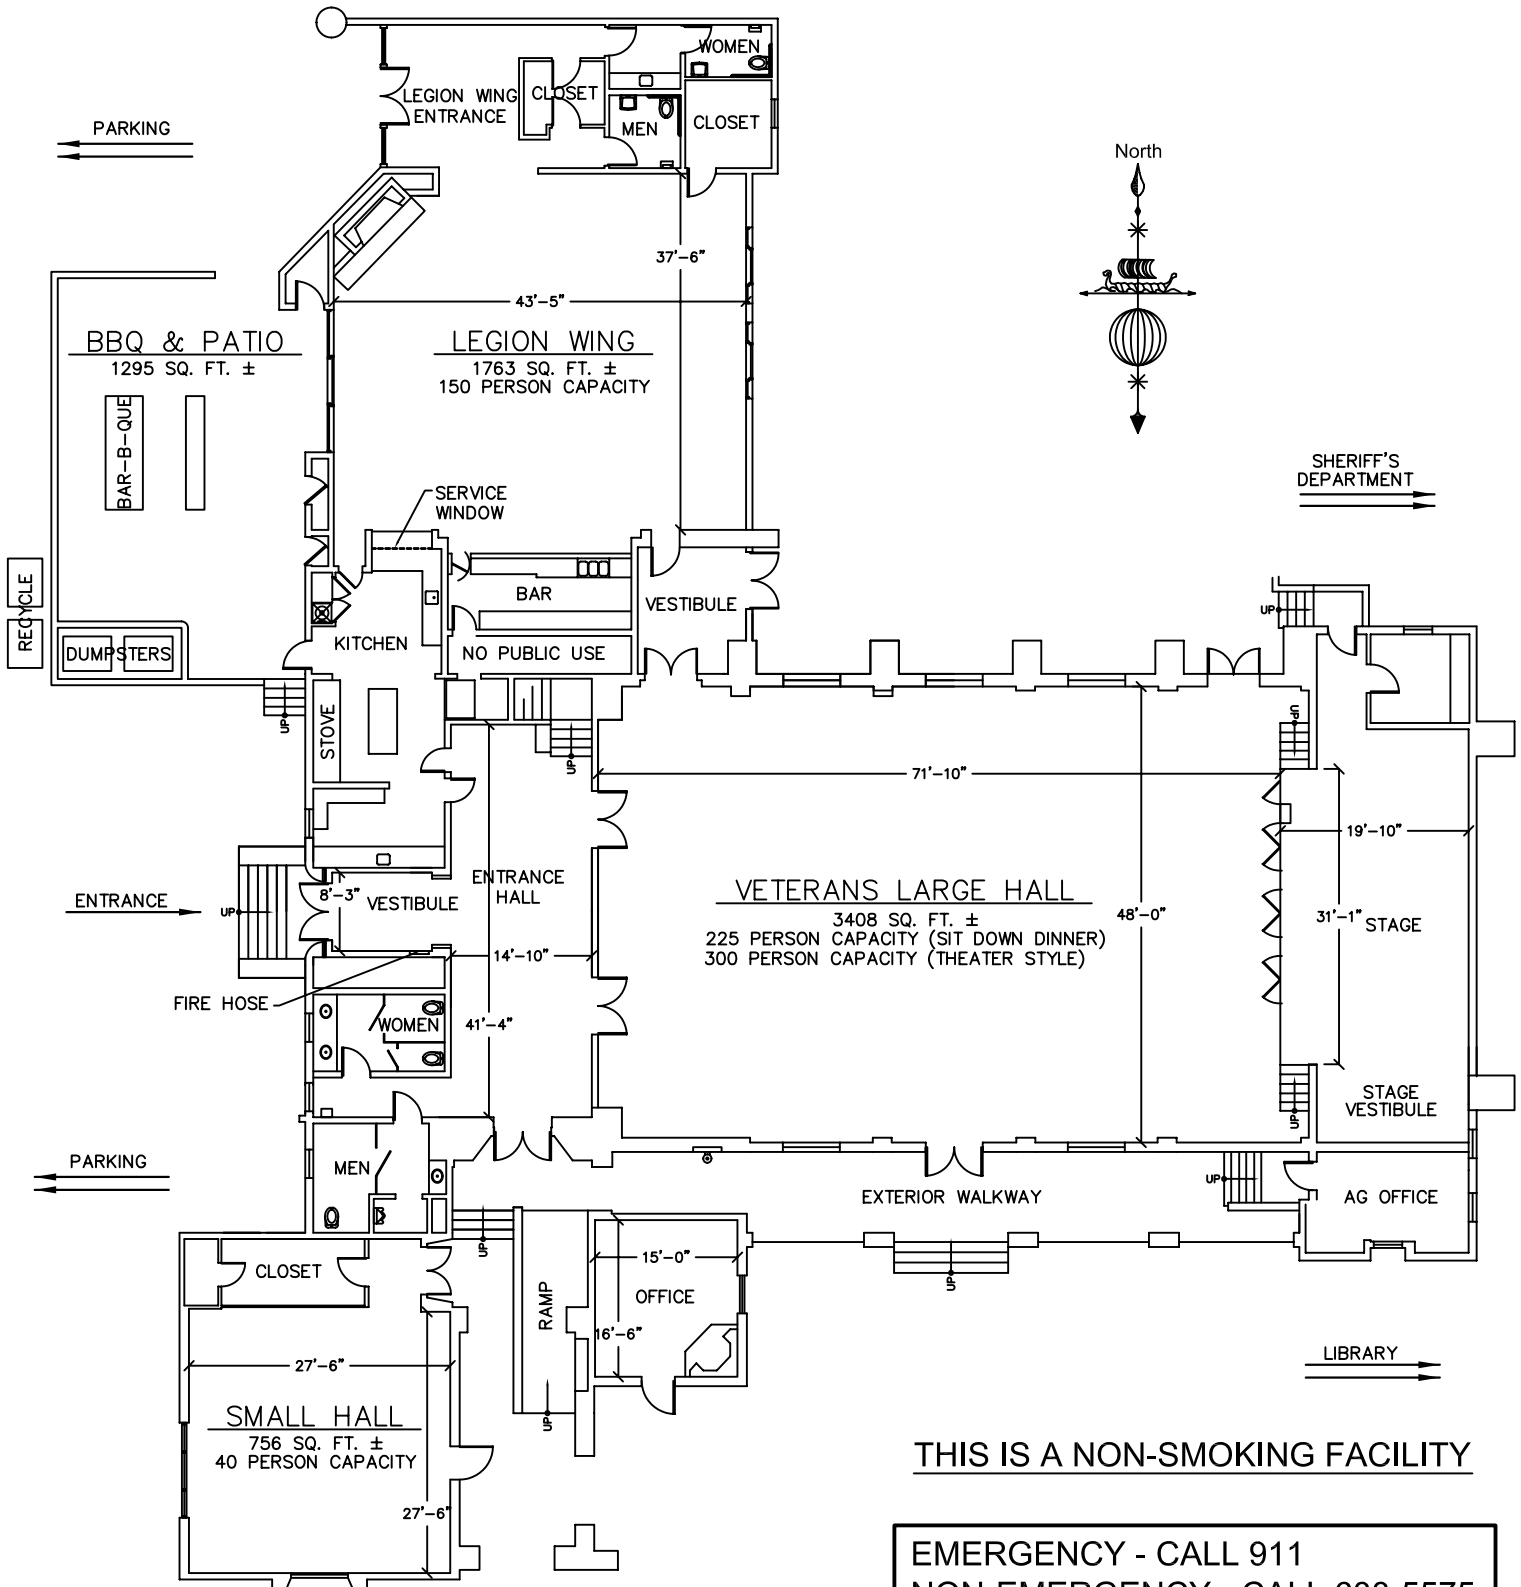 WOMEN
LEGION WING
ENTRANCE
CLOSET
MEN
CLOSET
PARKING
North
37'-6"
43'-5"
BBQ & PATIO
1295 SQ. FT. ±
LEGION WING
1763 SQ. FT. ±
150 PERSON CAPACITY
BAR-B-QUE
SERVICE
WINDOW
SHERIFF'S
DEPARTMENT
RECYCLE
DUMPSTERS
KITCHEN
BAR
NO PUBLIC USE
VESTIBULE
UP
UP
STOVE
UP
UP
71'-10"
19'-10"
ENTRANCE
UP
8'-3"
VESTIBULE
ENTRANCE
HALL
14'-10"
VETERANS LARGE HALL
3408 SQ. FT. ±
225 PERSON CAPACITY (SIT DOWN DINNER)
300 PERSON CAPACITY (THEATER STYLE)
48'-0"
31'-1"
STAGE
FIRE HOSE
WOMEN
41'-4"
STAGE
VESTIBULE
UP
PARKING
MEN
EXTERIOR WALKWAY
UP
AG OFFICE
UP
CLOSET
RAMP
15'-0"
OFFICE
16'-6"
UP
UP
27'-6"
LIBRARY
SMALL HALL
756 SQ. FT. ±
40 PERSON CAPACITY
27'-6"
THIS IS A NON-SMOKING FACILITY
EMERGENCY - CALL 911
NON-EMERGENCY - CALL